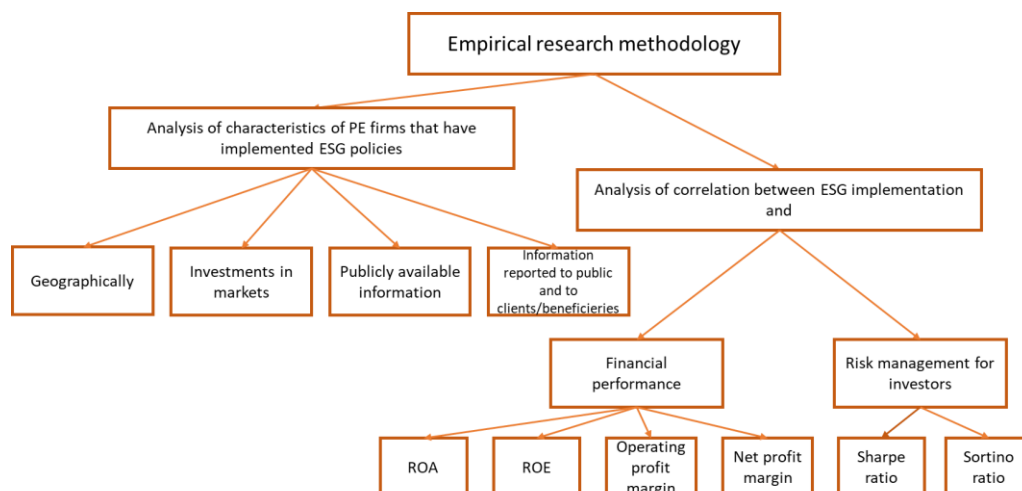 Empirical research methodology
Analysis of characteristics of PE firms that have
implemented ESG policies
Analysis of correlation between ESG implementation
and
Geographically
Investments in
markets
Publicly available
information
Information
reported to public
and to
clients/beneficieries
Financial
performance
Risk management for
investors
ROA
ROE
Operating
profit
margin
Net profit
margin
Sharpe
ratio
Sortino
ratio